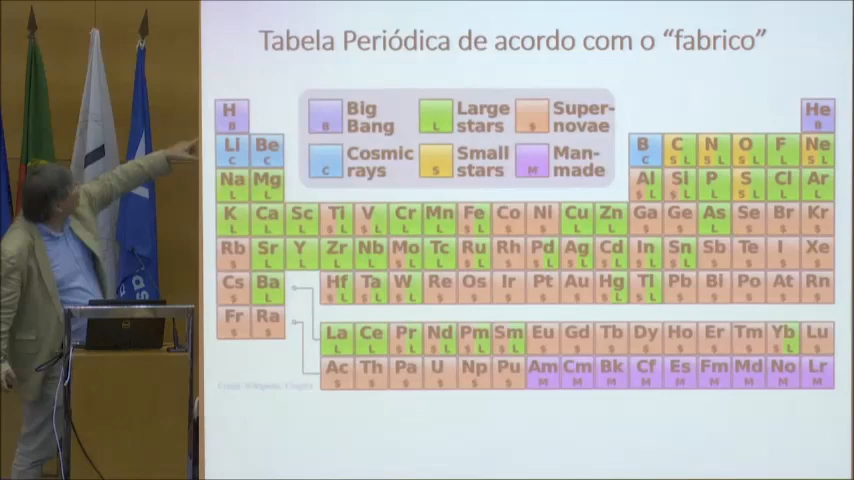 Tabela Periódica de acordo com o “fabrico”
H B
He B
B Big Bang
L Large stars
$ Super-novae
C Cosmic rays
S Small stars
M Man-made
Li C Be C B C C S L N S L O S L F L Ne S L
Na L Mg L Al $ L Si $ L P L S S L Cl L Ar L
K L Ca L Sc L Ti $ L V $ L Cr L Mn L Fe $ L Co $ Ni $ Cu L Zn L Ga $ Ge $ As L Se $ Br $ Kr $
Rb $ Sr L Y L Zr L Nb L Mo $ L Tc L Ru $ L Rh $ Pd $ L Ag $ L Cd $ L In $ L Sn $ L Sb $ Te $ I $ Xe $
Cs $ Ba L Hf $ L Ta $ L W $ L Re $ Os $ Ir $ Pt $ Au $ Hg $ L Tl $ L Pb $ Bi $ Po $ At $ Rn $
Fr $ Ra $
La L Ce L Pr $ L Nd $ L Pm $ L Sm $ L Eu $ Gd $ Tb $ Dy $ Ho $ Er $ Tm $ Yb $ L Lu $
Ac $ Th $ Pa $ U $ Np $ Pu $ Am M Cm M Bk M Cf M Es M Fm M Md M No M Lr M